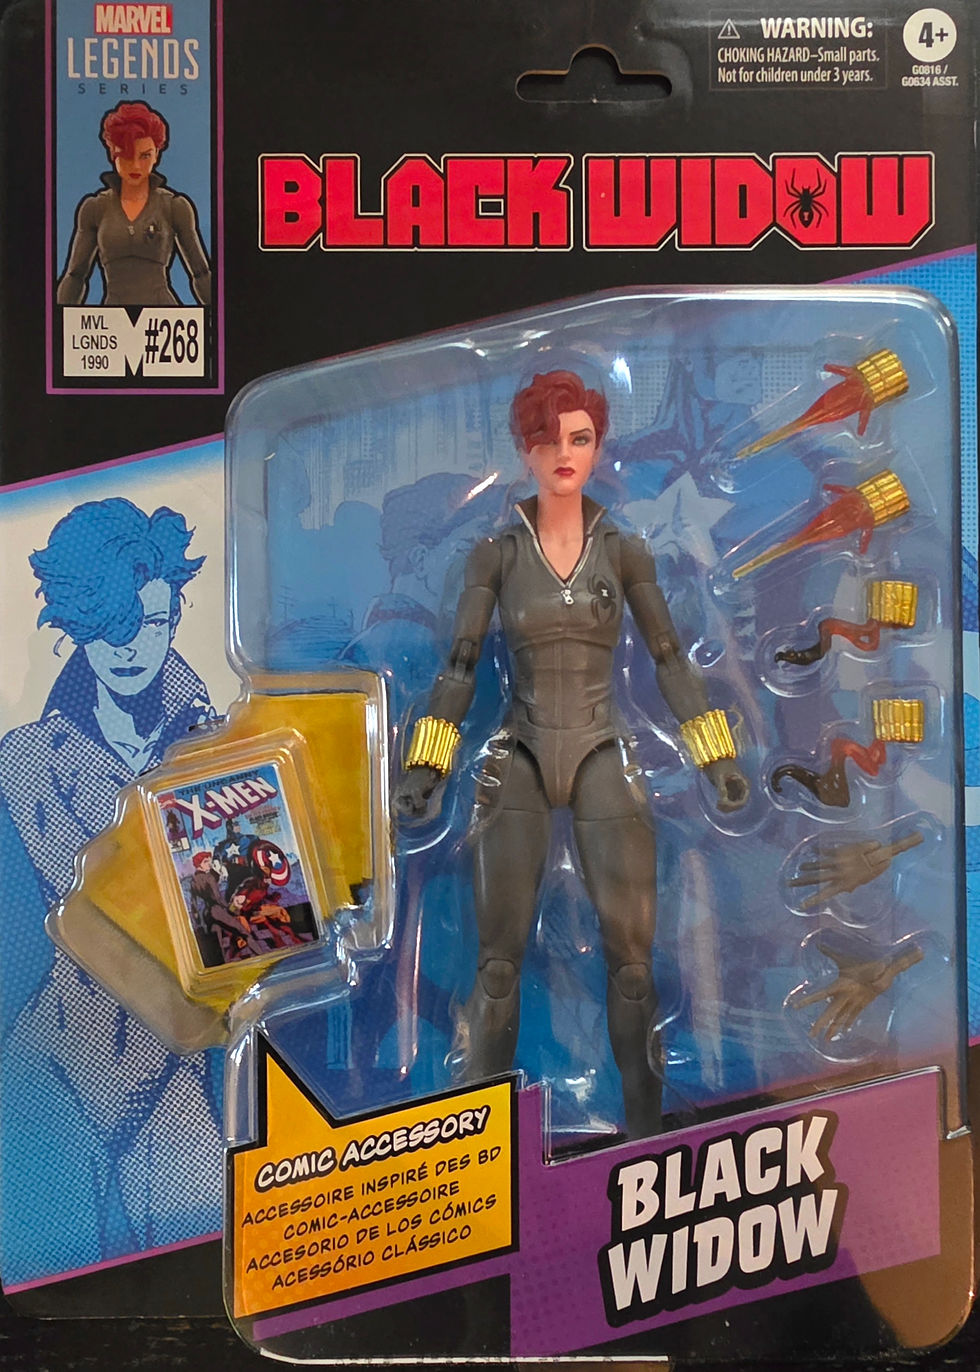 MARVEL
LEGENDS
SERIES
MVL
LGNDS
1990
#268
WARNING:
CHOKING HAZARD–Small parts.
Not for children under 3 years.
4+
G0816 /
G0634 ASST.
BLACK WIDOW
THE UNCANNY
X-MEN
COMIC ACCESSORY
ACCESSOIRE INSPIRÉ DES BD
COMIC-ACCESSOIRE
ACCESORIO DE LOS CÓMICS
ACESSÓRIO CLÁSSICO
BLACK
WIDOW